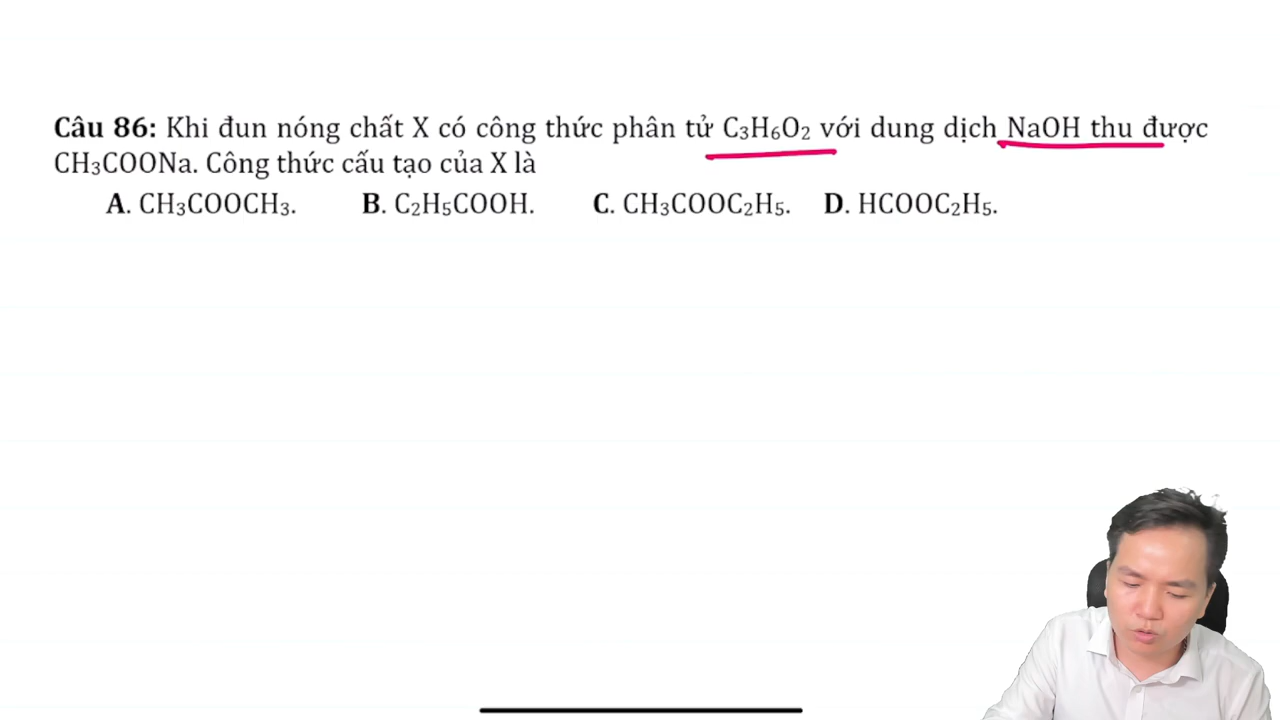 Câu 86: Khi đun nóng chất X có công thức phân tử C₃H₆O₂ với dung dịch NaOH thu được
CH₃COONa. Công thức cấu tạo của X là
A. CH₃COOCH₃. B. C₂H₅COOH. C. CH₃COOC₂H₅. D. HCOOC₂H₅.